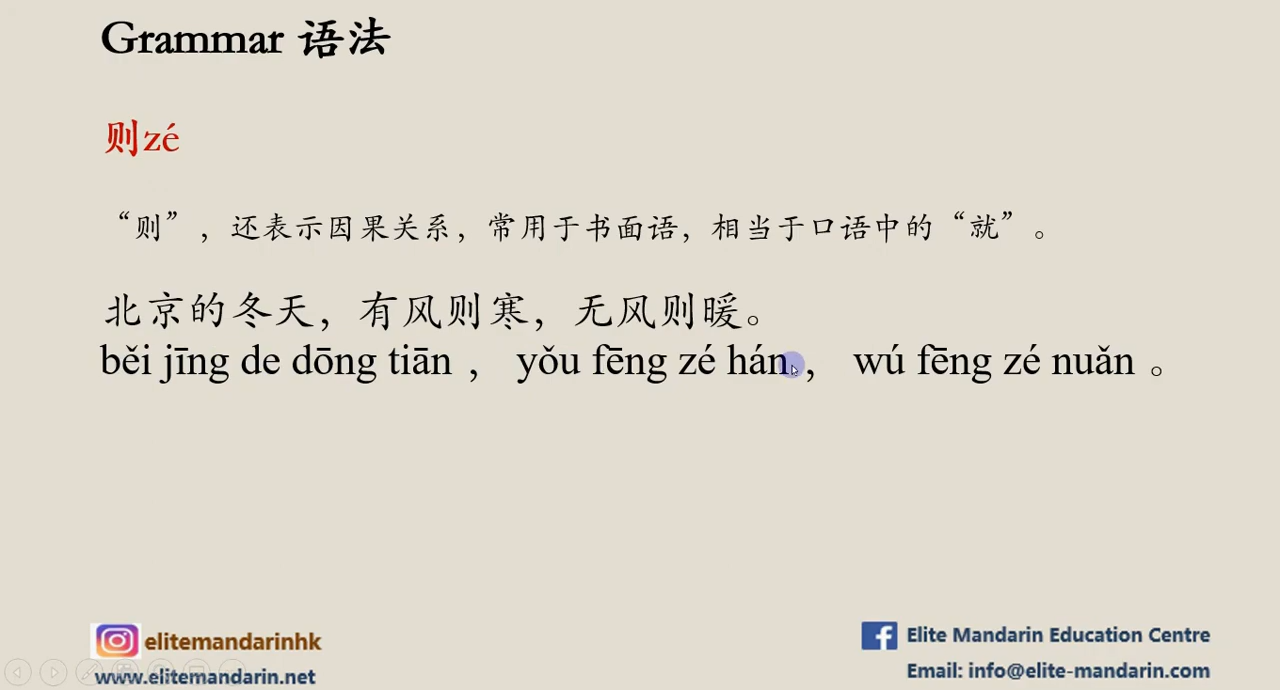 Grammar 语法
则zé
“则”，还表示因果关系，常用于书面语，相当于口语中的“就”。
北京的冬天，有风则寒，无风则暖。
běi jīng de dōng tiān ， yǒu fēng zé hán ， wú fēng zé nuǎn 。
elitemandarinhk
www.elitemandarin.net
Elite Mandarin Education Centre
Email: info@elite-mandarin.com